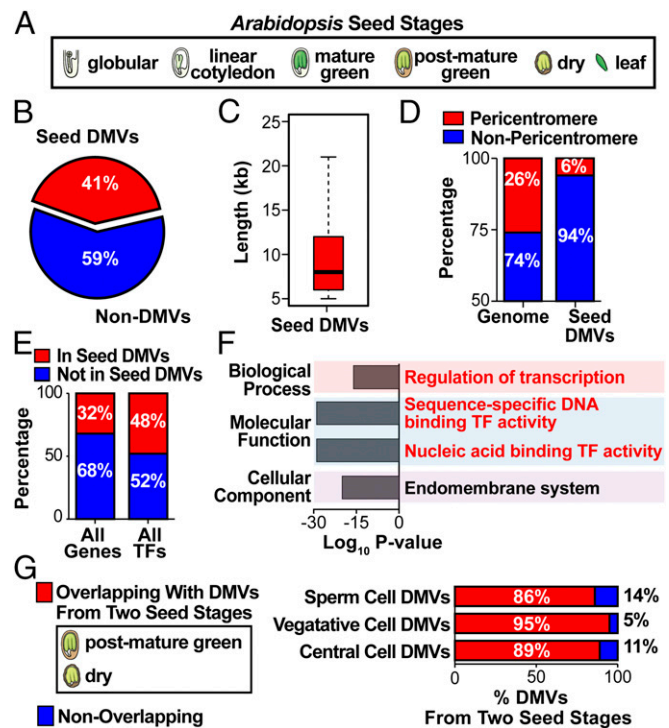 A
Arabidopsis Seed Stages
globular
linear
cotyledon
mature
green
post-mature
green
dry
leaf
B
Seed DMVs
41%
59%
Non-DMVs
C
Length (kb)
25
20
15
10
5
Seed DMVs
D
Pericentromere
Non-Pericentromere
Percentage
100
75
50
26%
74%
6%
94%
Genome
Seed
DMVs
E
In Seed DMVs
Not in Seed DMVs
Percentage
100
50
0
32%
68%
48%
52%
All
Genes
All
TFs
F
Biological
Process
Regulation of transcription
Molecular
Function
Sequence-specific DNA
binding TF activity
Nucleic acid binding TF activity
Cellular
Component
Endomembrane system
-30 -15 0
Log10 P-value
G
Overlapping With DMVs
From Two Seed Stages
post-mature green
dry
Non-Overlapping
Sperm Cell DMVs 86% 14%
Vegatative Cell DMVs 95% 5%
Central Cell DMVs 89% 11%
0 50 100
% DMVs
From Two Seed Stages